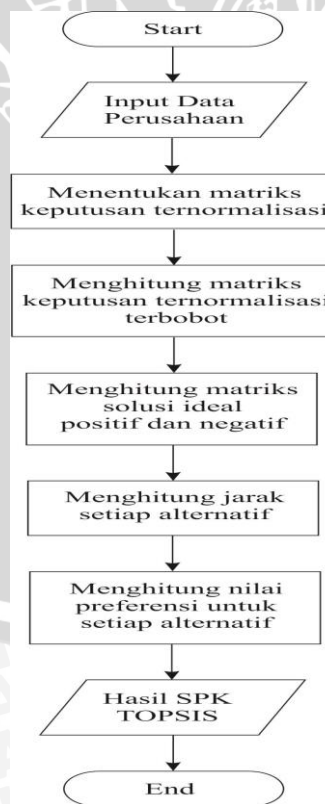 Start
Input Data
Perusahaan
Menentukan matriks
keputusan ternormalisasi
Menghitung matriks
keputusan ternormalisasi
terbobot
Menghitung matriks
solusi ideal
positif dan negatif
Menghitung jarak
setiap alternatif
Menghitung nilai
preferensi untuk
setiap alternatif
Hasil SPK
TOPSIS
End